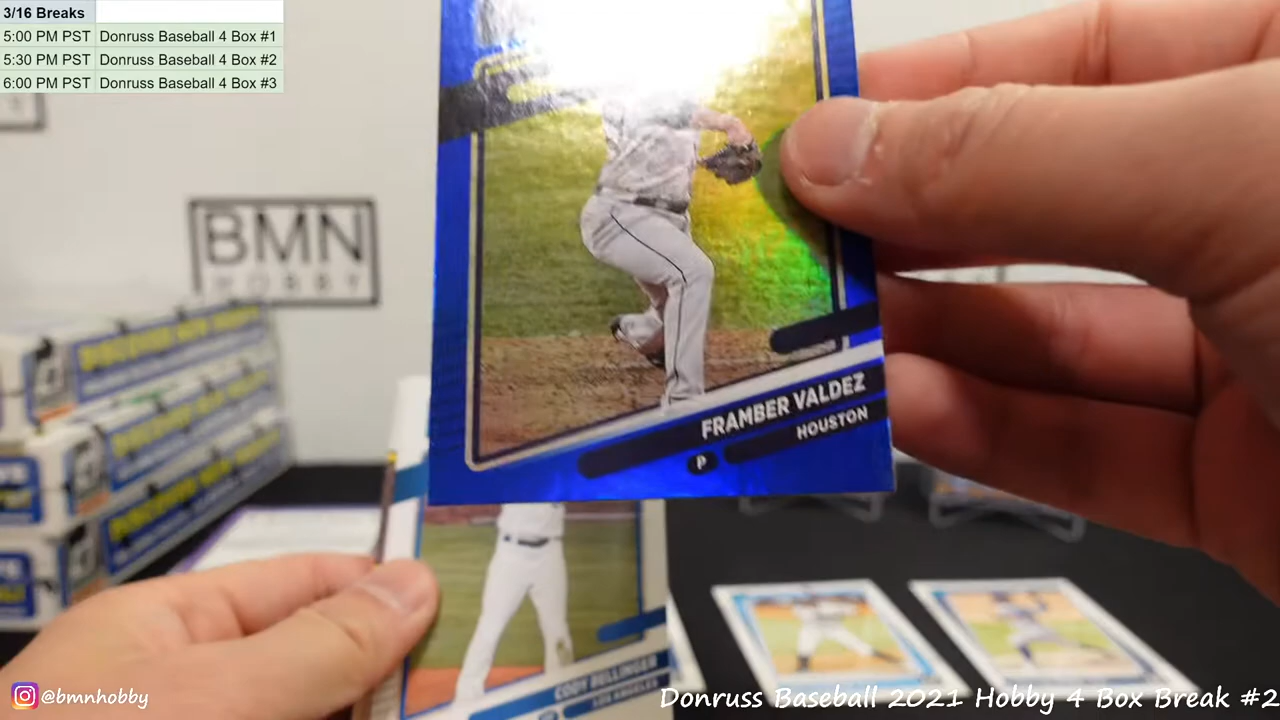 3/16 Breaks
5:00 PM PST Donruss Baseball 4 Box #1
5:30 PM PST Donruss Baseball 4 Box #2
6:00 PM PST Donruss Baseball 4 Box #3
BMN
HOBBY
FRAMBER VALDEZ
HOUSTON
P
CODY BELLINGER
LOS ANGELES
@bmnhobby
Donruss Baseball 2021 Hobby 4 Box Break #2